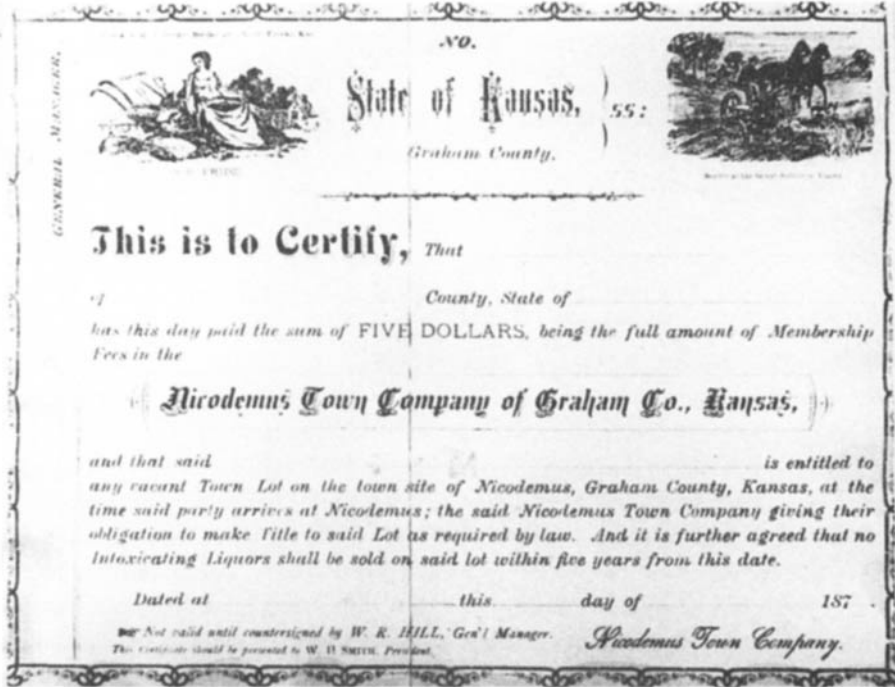 NO.
State of Kansas, } ss:
Graham County.
GENERAL MANAGER.
This is to Certify, That
of County, State of
has this day paid the sum of FIVE DOLLARS, being the full amount of Membership
Fees in the
Nicodemus Town Company of Graham Co., Kansas,
and that said is entitled to
any vacant Town Lot on the town site of Nicodemus, Graham County, Kansas, at the
time said party arrives at Nicodemus; the said Nicodemus Town Company giving their
obligation to make Title to said Lot as required by law. And it is further agreed that no
Intoxicating Liquors shall be sold on said lot within five years from this date.
Dated at this day of 187 .
Not valid until countersigned by W. R. HILL, Gen'l Manager.
This Certificate should be presented to W. H. SMITH, President.
Nicodemus Town Company.